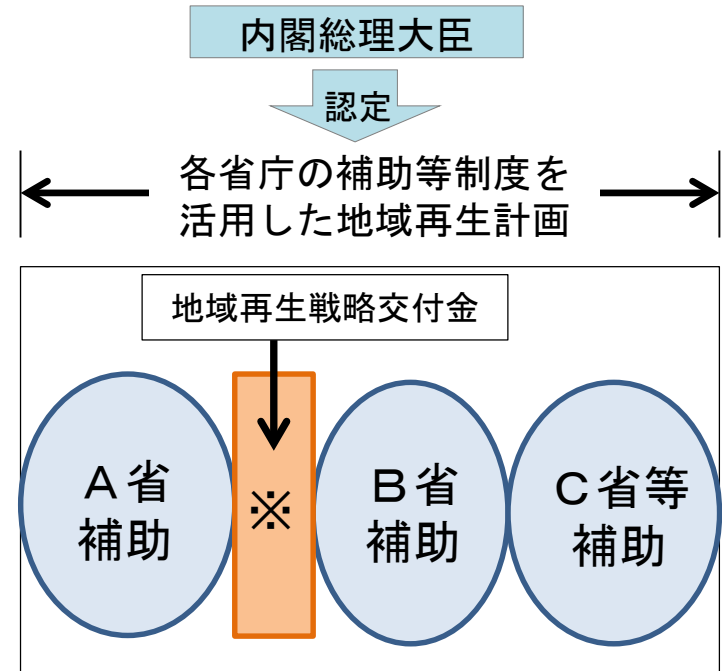 内閣総理大臣
認定
各省庁の補助等制度を
活用した地域再生計画
地域再生戦略交付金
A省
補助
※
B省
補助
C省等
補助